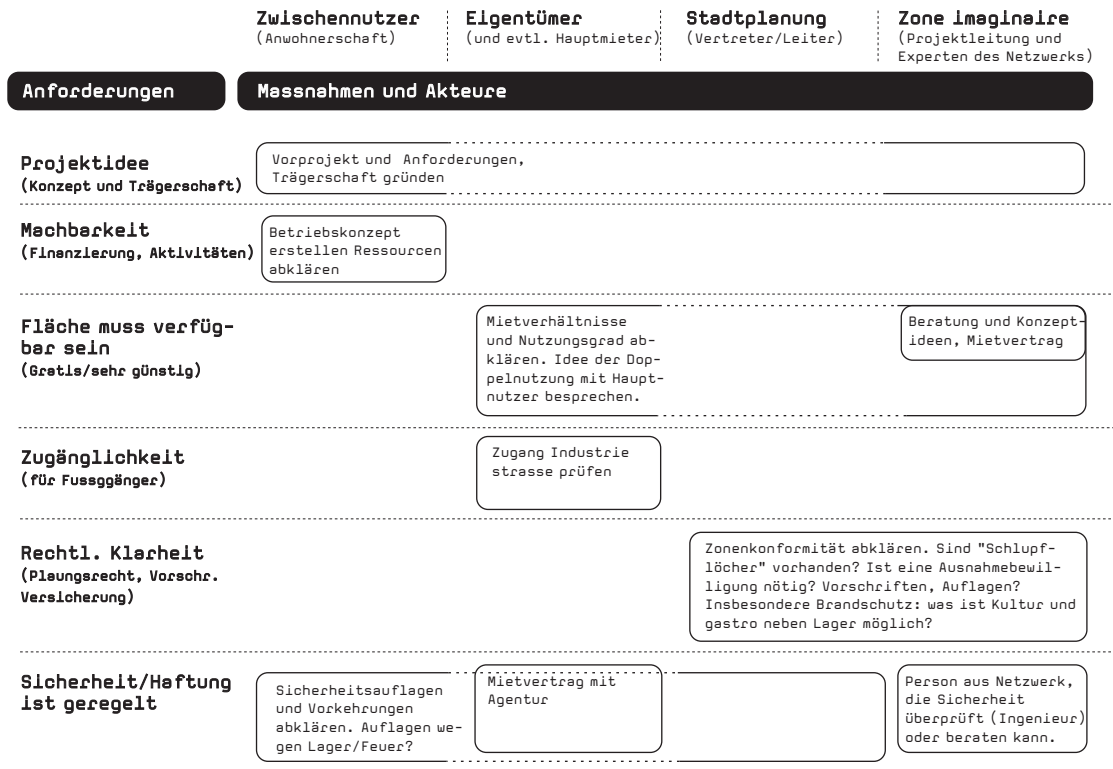 Zwischennutzer
(Anwohnerschaft)
Eigentümer
(und evtl. Hauptmieter)
Stadtplanung
(Vertreter/Leiter)
Zone imaginaire
(Projektleitung und
Experten des Netzwerks)
Anforderungen
Massnahmen und Akteure
Projektidee
(Konzept und Trägerschaft)
Vorprojekt und Anforderungen,
Trägerschaft gründen
Machbarkeit
(Finanzierung, Aktivitäten)
Betriebskonzept
erstellen Ressourcen
abklären
Fläche muss verfüg-
bar sein
(Gratis/sehr günstig)
Mietverhältnisse
und Nutzungsgrad ab-
klären. Idee der Dop-
pelnutzung mit Haupt-
nutzer besprechen.
Beratung und Konzept-
ideen, Mietvertrag
Zugänglichkeit
(für Fussggänger)
Zugang Industrie
strasse prüfen
Rechtl. Klarheit
(Plaungsrecht, Vorschr.
Versicherung)
Zonenkonformität abklären. Sind "Schlupf-
löcher" vorhanden? Ist eine Ausnahmebewil-
ligung nötig? Vorschriften, Auflagen?
Insbesondere Brandschutz: was ist Kultur und
gastro neben Lager möglich?
Sicherheit/Haftung
ist geregelt
Sicherheitsauflagen
und Vorkehrungen
abklären. Auflagen we-
gen Lager/Feuer?
Mietvertrag mit
Agentur
Person aus Netzwerk,
die Sicherheit
überprüft (Ingenieur)
oder beraten kann.